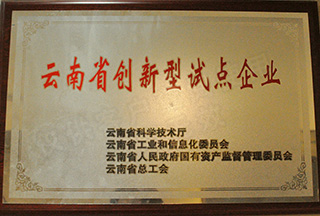 云南省创新型试点企业
云南省科学技术厅
云南省工业和信息化委员会
云南省人民政府国有资产监督管理委员会
云南省总工会